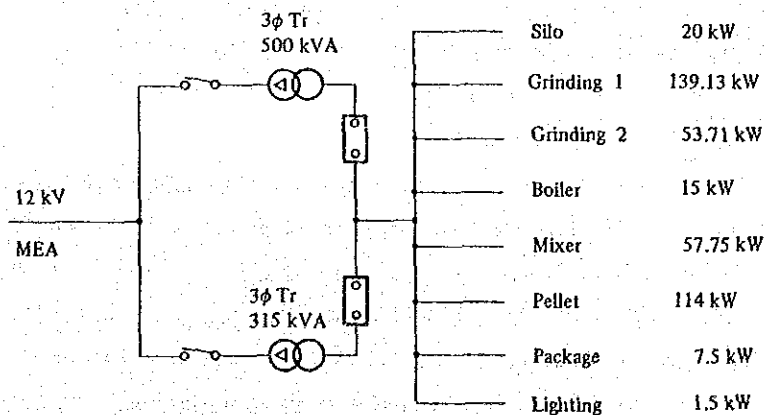 3φ Tr
500 kVA
12 kV
MEA
3φ Tr
315 kVA
Silo 20 kW
Grinding 1 139.13 kW
Grinding 2 53.71 kW
Boiler 15 kW
Mixer 57.75 kW
Pellet 114 kW
Package 7.5 kW
Lighting 1.5 kW